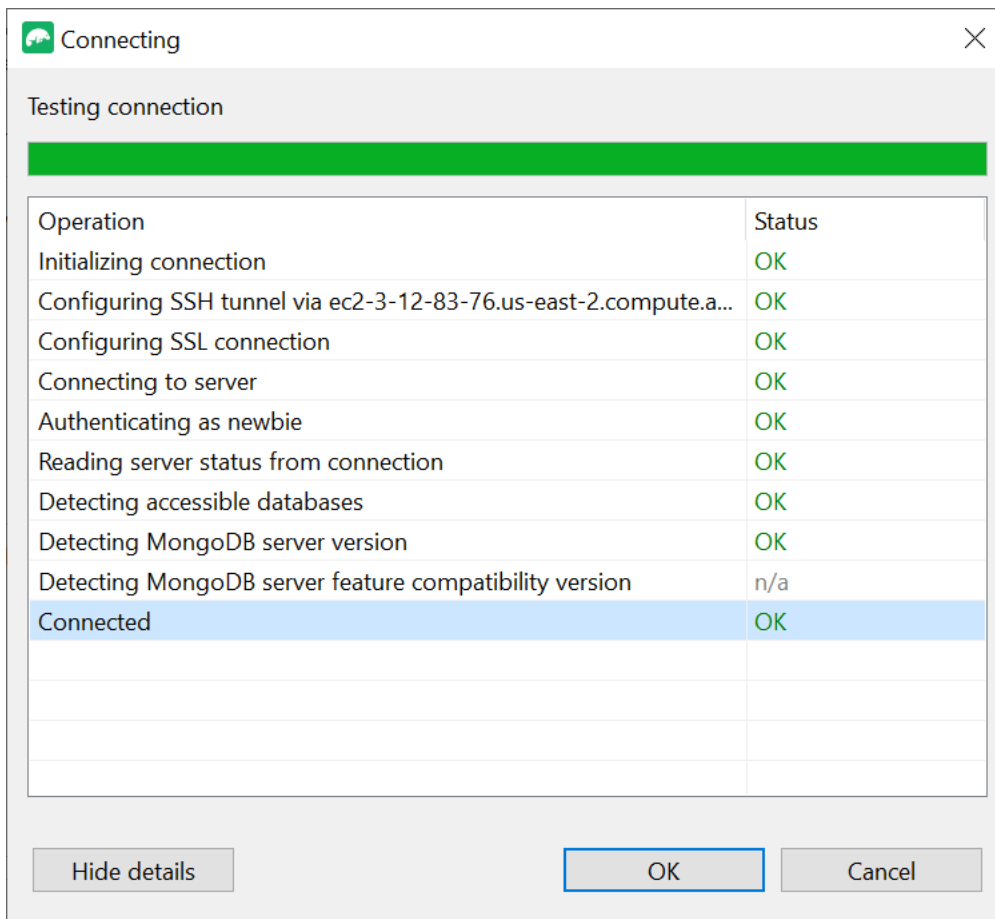 Connecting
Testing connection
Operation Status
Initializing connection OK
Configuring SSH tunnel via ec2-3-12-83-76.us-east-2.compute.a... OK
Configuring SSL connection OK
Connecting to server OK
Authenticating as newbie OK
Reading server status from connection OK
Detecting accessible databases OK
Detecting MongoDB server version OK
Detecting MongoDB server feature compatibility version n/a
Connected OK
Hide details OK Cancel